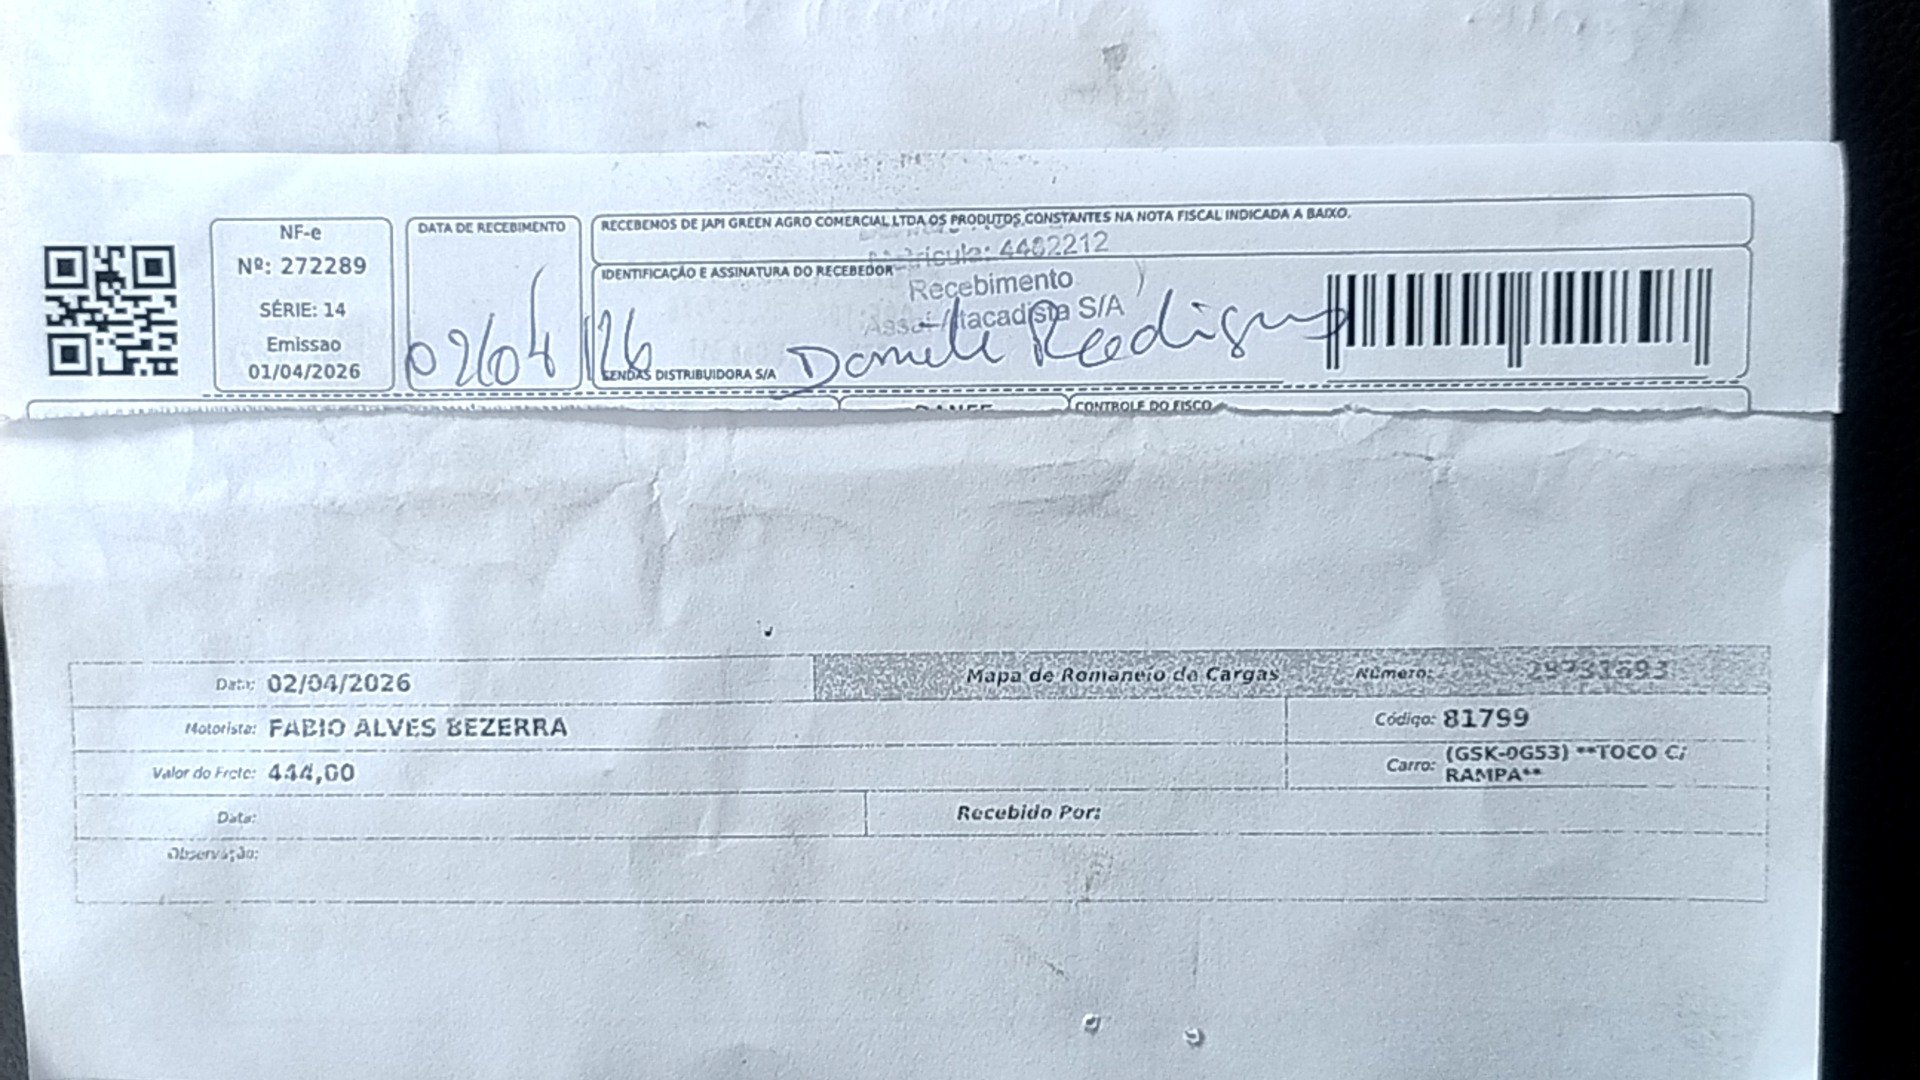 NF-e
Nº: 272289
SÉRIE: 14
Emissao
01/04/2026
DATA DE RECEBIMENTO
02/04/26
RECEBEMOS DE JAPI GREEN AGRO COMERCIAL LTDA OS PRODUTOS CONSTANTES NA NOTA FISCAL INDICADA A BAIXO.
4462212
IDENTIFICAÇÃO E ASSINATURA DO RECEBEDOR
Recebimento
Assaí Atacadista S/A
SENDAS DISTRIBUIDORA S/A
CONTROLE DO FISCO
Data: 02/04/2026
Mapa de Romaneio de Cargas
Número:
Motorista: FABIO ALVES BEZERRA
Código: 81799
Valor do Frete: 444,00
Carro: (GSK-0G53) **TOCO C/
RAMPA**
Data:
Recebido Por:
Observação: